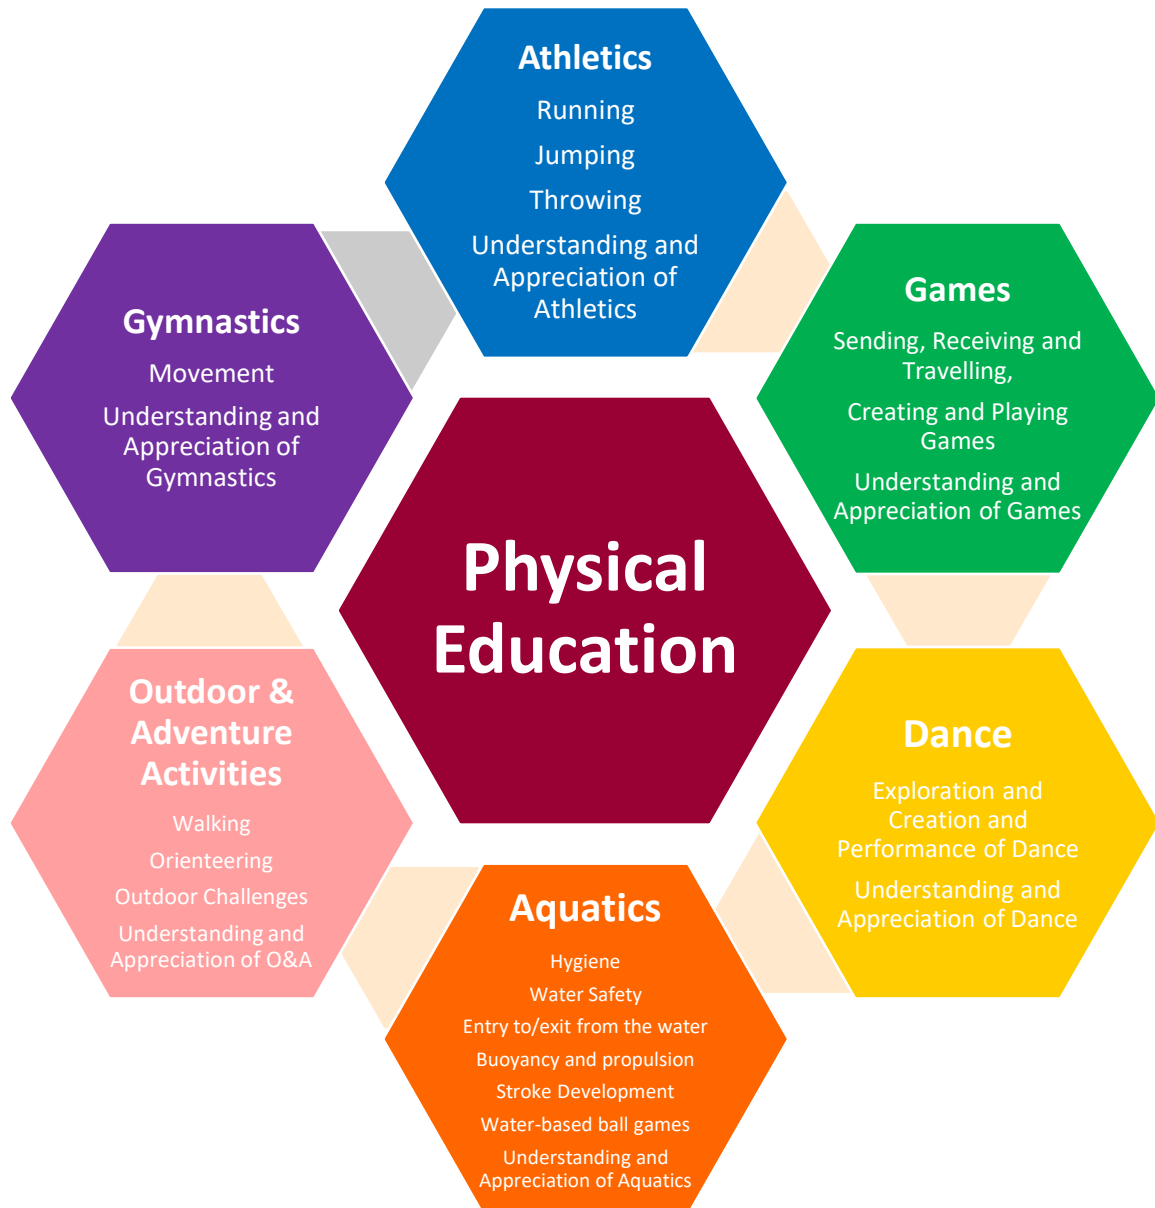 Athletics
Running
Jumping
Throwing
Understanding and
Appreciation of
Athletics
Games
Sending, Receiving and
Travelling,
Creating and Playing
Games
Understanding and
Appreciation of Games
Gymnastics
Movement
Understanding and
Appreciation of
Gymnastics
Physical
Education
Outdoor &
Adventure
Activities
Walking
Orienteering
Outdoor Challenges
Understanding and
Appreciation of O&A
Dance
Exploration and
Creation and
Performance of Dance
Understanding and
Appreciation of Dance
Aquatics
Hygiene
Water Safety
Entry to/exit from the water
Buoyancy and propulsion
Stroke Development
Water-based ball games
Understanding and
Appreciation of Aquatics